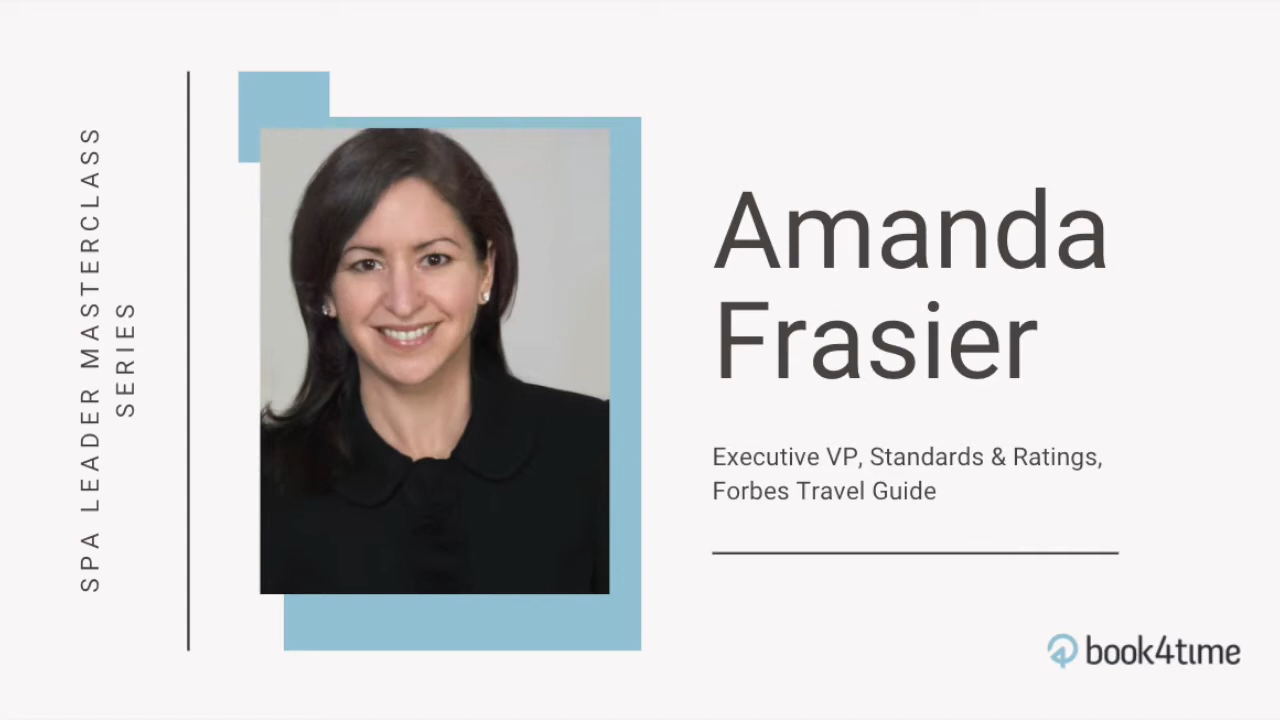 SPA LEADER MASTERCLASS
SERIES
Amanda
Frasier
Executive VP, Standards & Ratings,
Forbes Travel Guide
book4time